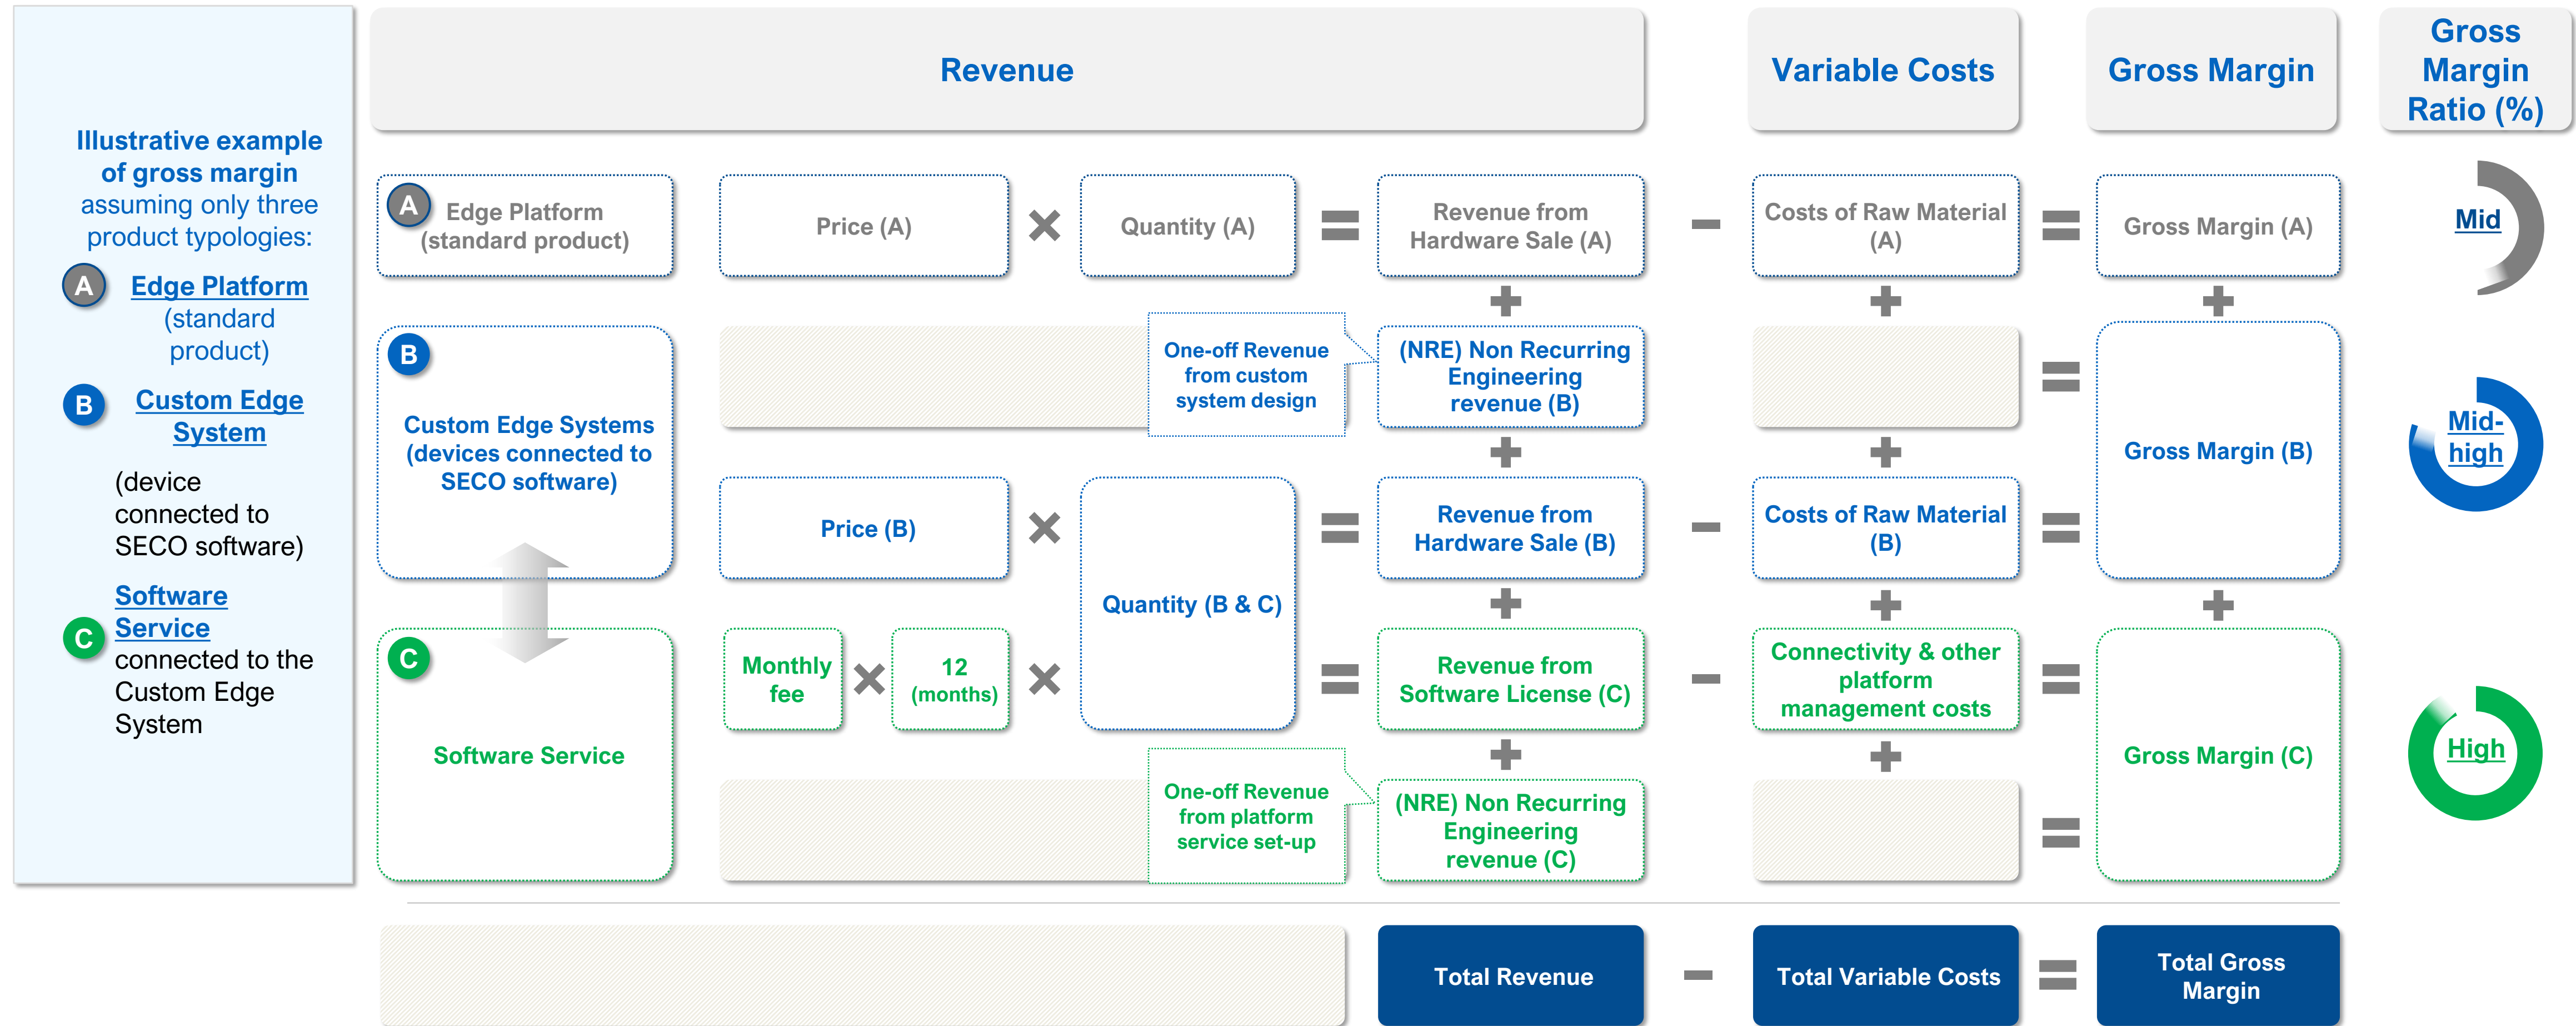 Illustrative example
of gross margin
assuming only three
product typologies:
A
Edge Platform
(standard
product)
B
Custom Edge
System
(device
connected to
SECO software)
C
Software
Service
connected to the
Custom Edge
System
Revenue
Variable Costs
Gross Margin
Gross
Margin
Ratio (%)
A
Edge Platform
(standard product)
Price (A)
×
Quantity (A)
=
Revenue from
Hardware Sale (A)
−
Costs of Raw Material
(A)
=
Gross Margin (A)
Mid
+
+
+
B
Custom Edge Systems
(devices connected to
SECO software)
One-off Revenue
from custom
system design
(NRE) Non Recurring
Engineering
revenue (B)
=
+
+
Gross Margin (B)
Mid-
high
Price (B)
×
Quantity (B & C)
=
Revenue from
Hardware Sale (B)
−
Costs of Raw Material
(B)
=
+
+
+
C
Software Service
Monthly
fee
×
12
(months)
×
=
Revenue from
Software License (C)
−
Connectivity & other
platform
management costs
=
Gross Margin (C)
High
+
+
One-off Revenue
from platform
service set-up
(NRE) Non Recurring
Engineering
revenue (C)
=
Total Revenue
−
Total Variable Costs
=
Total Gross
Margin